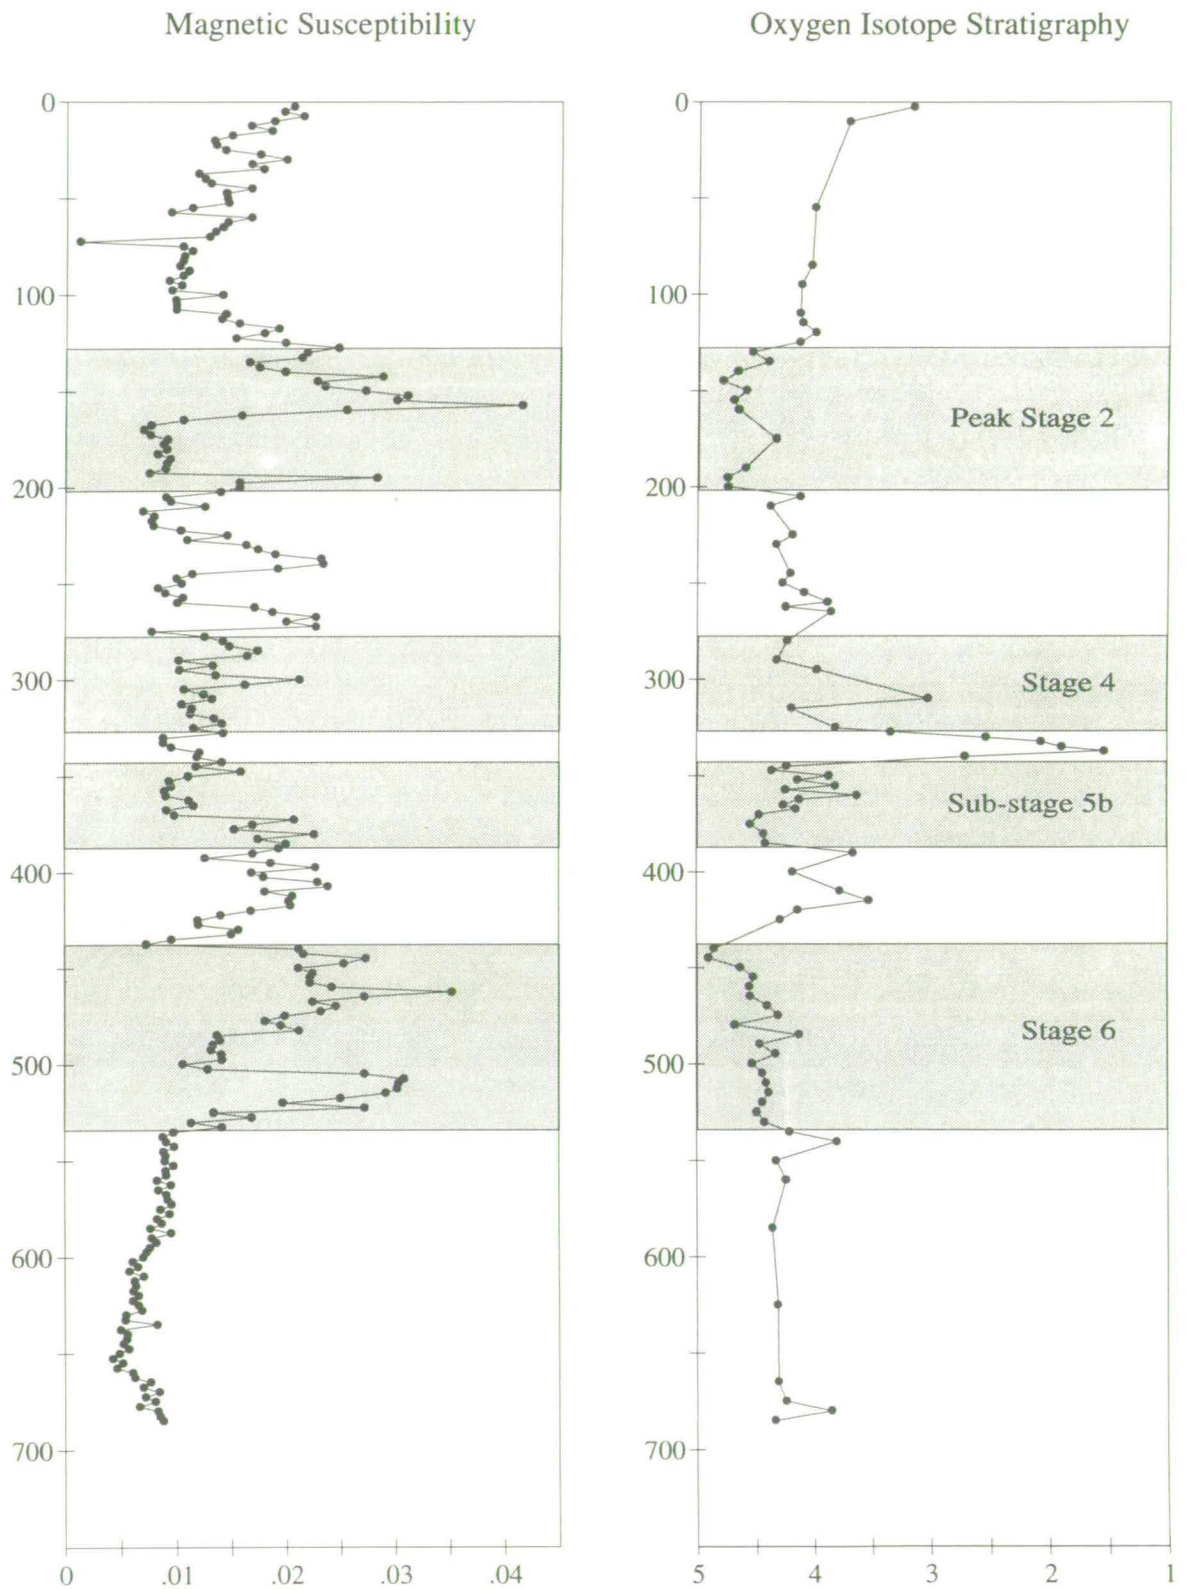 Magnetic Susceptibility
0
100
200
300
400
500
600
700
0 .01 .02 .03 .04
Oxygen Isotope Stratigraphy
0
100
200
300
400
500
600
700
Peak Stage 2
Stage 4
Sub-stage 5b
Stage 6
5 4 3 2 1